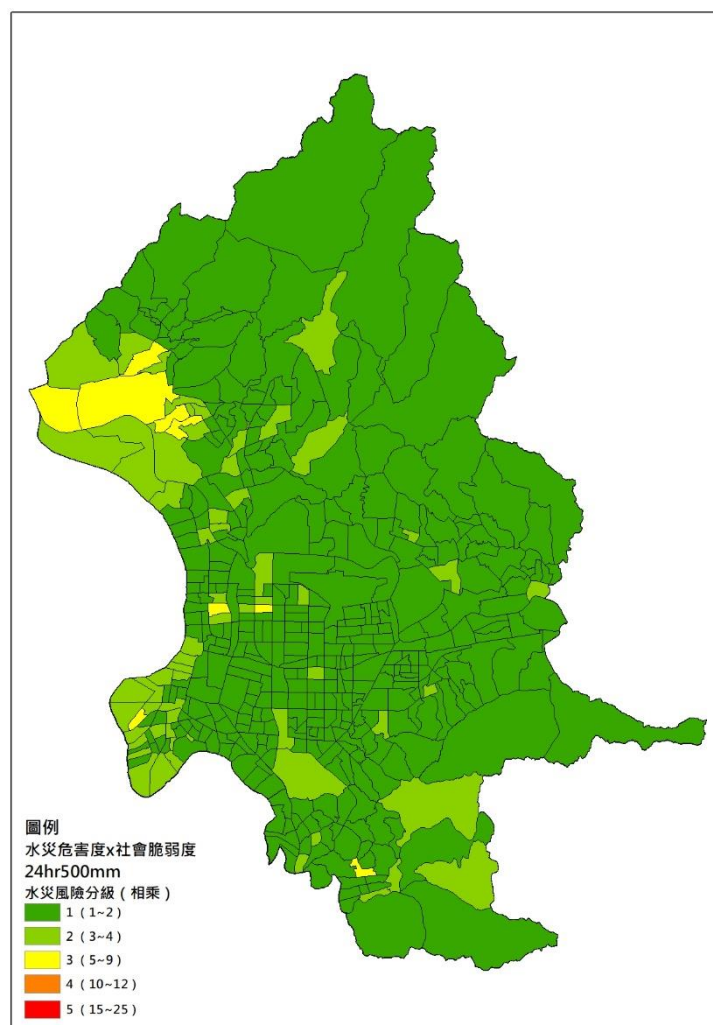 圖例
水災危害度x社會脆弱度
24hr500mm
水災風險分級（相乘）
1（1~2）
2（3~4）
3（5~9）
4（10~12）
5（15~25）